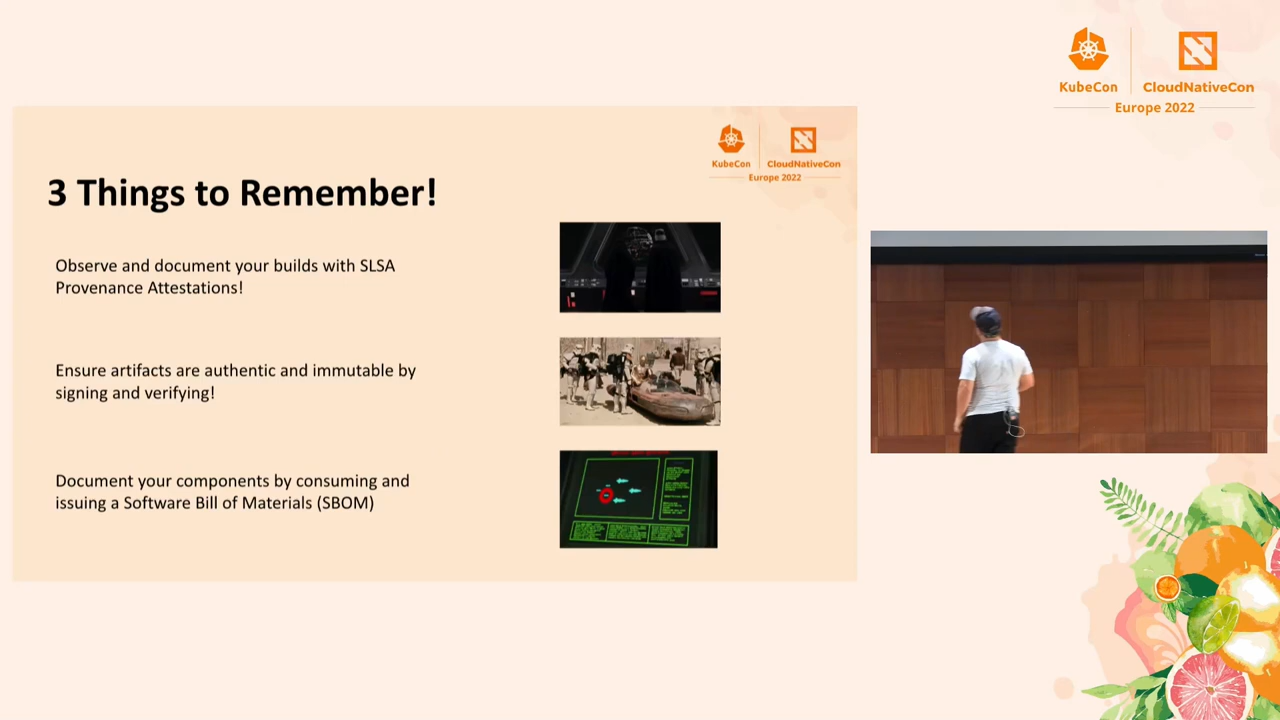 KubeCon
CloudNativeCon
Europe 2022
KubeCon
CloudNativeCon
Europe 2022
3 Things to Remember!
Observe and document your builds with SLSA
Provenance Attestations!
Ensure artifacts are authentic and immutable by
signing and verifying!
Document your components by consuming and
issuing a Software Bill of Materials (SBOM)